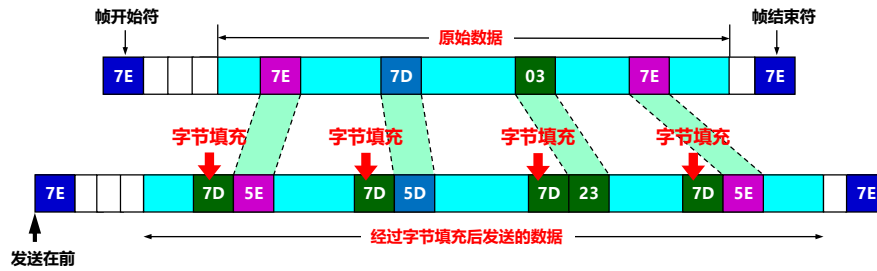 帧开始符 原始数据 帧结束符
7E 7E 7D 03 7E 7E
字节填充 字节填充 字节填充 字节填充
7E 7D 5E 7D 5D 7D 23 7D 5E 7E
发送在前 经过字节填充后发送的数据